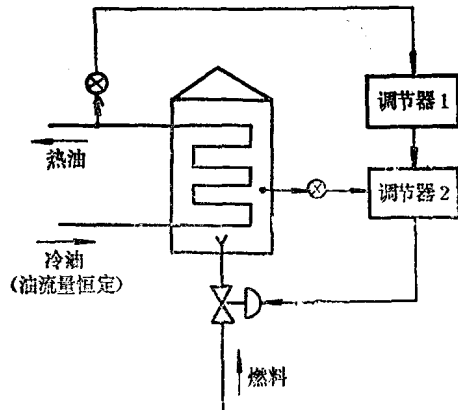 调节器1
热油
调节器2
冷油
(油流量恒定)
燃料